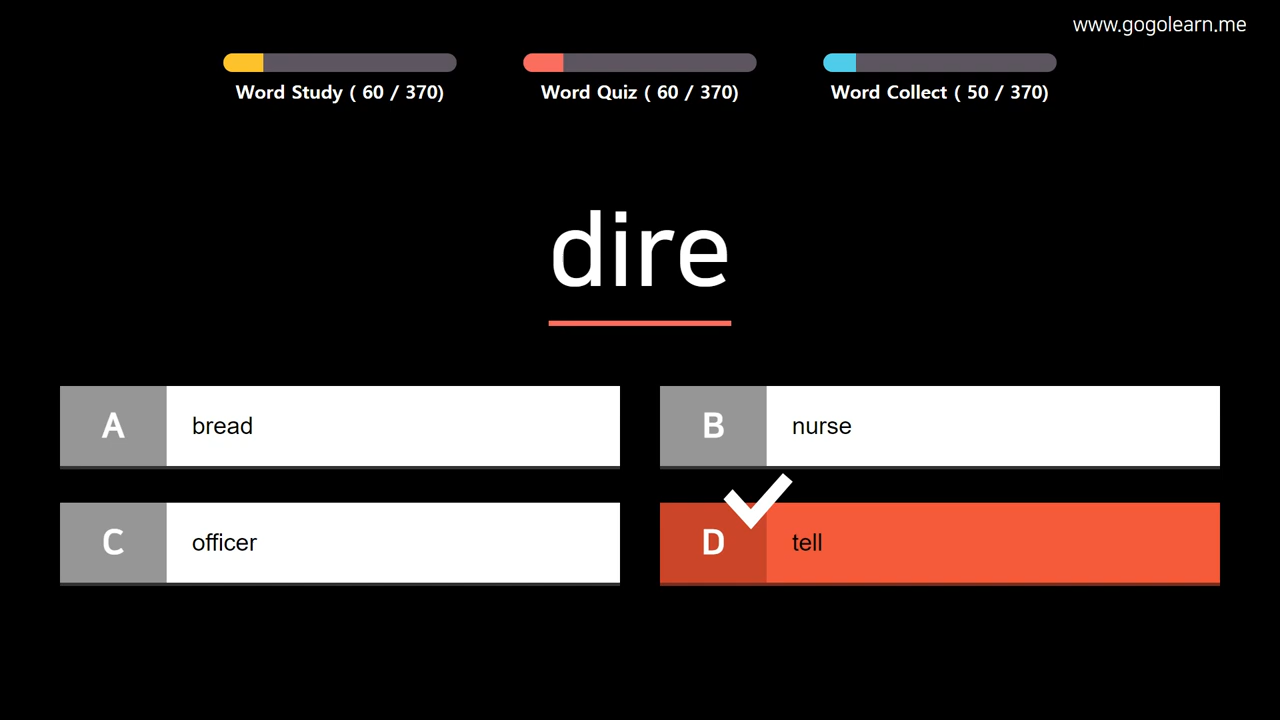 www.gogolearn.me
Word Study ( 60 / 370)
Word Quiz ( 60 / 370)
Word Collect ( 50 / 370)
dire
A bread
B nurse
C officer
D tell